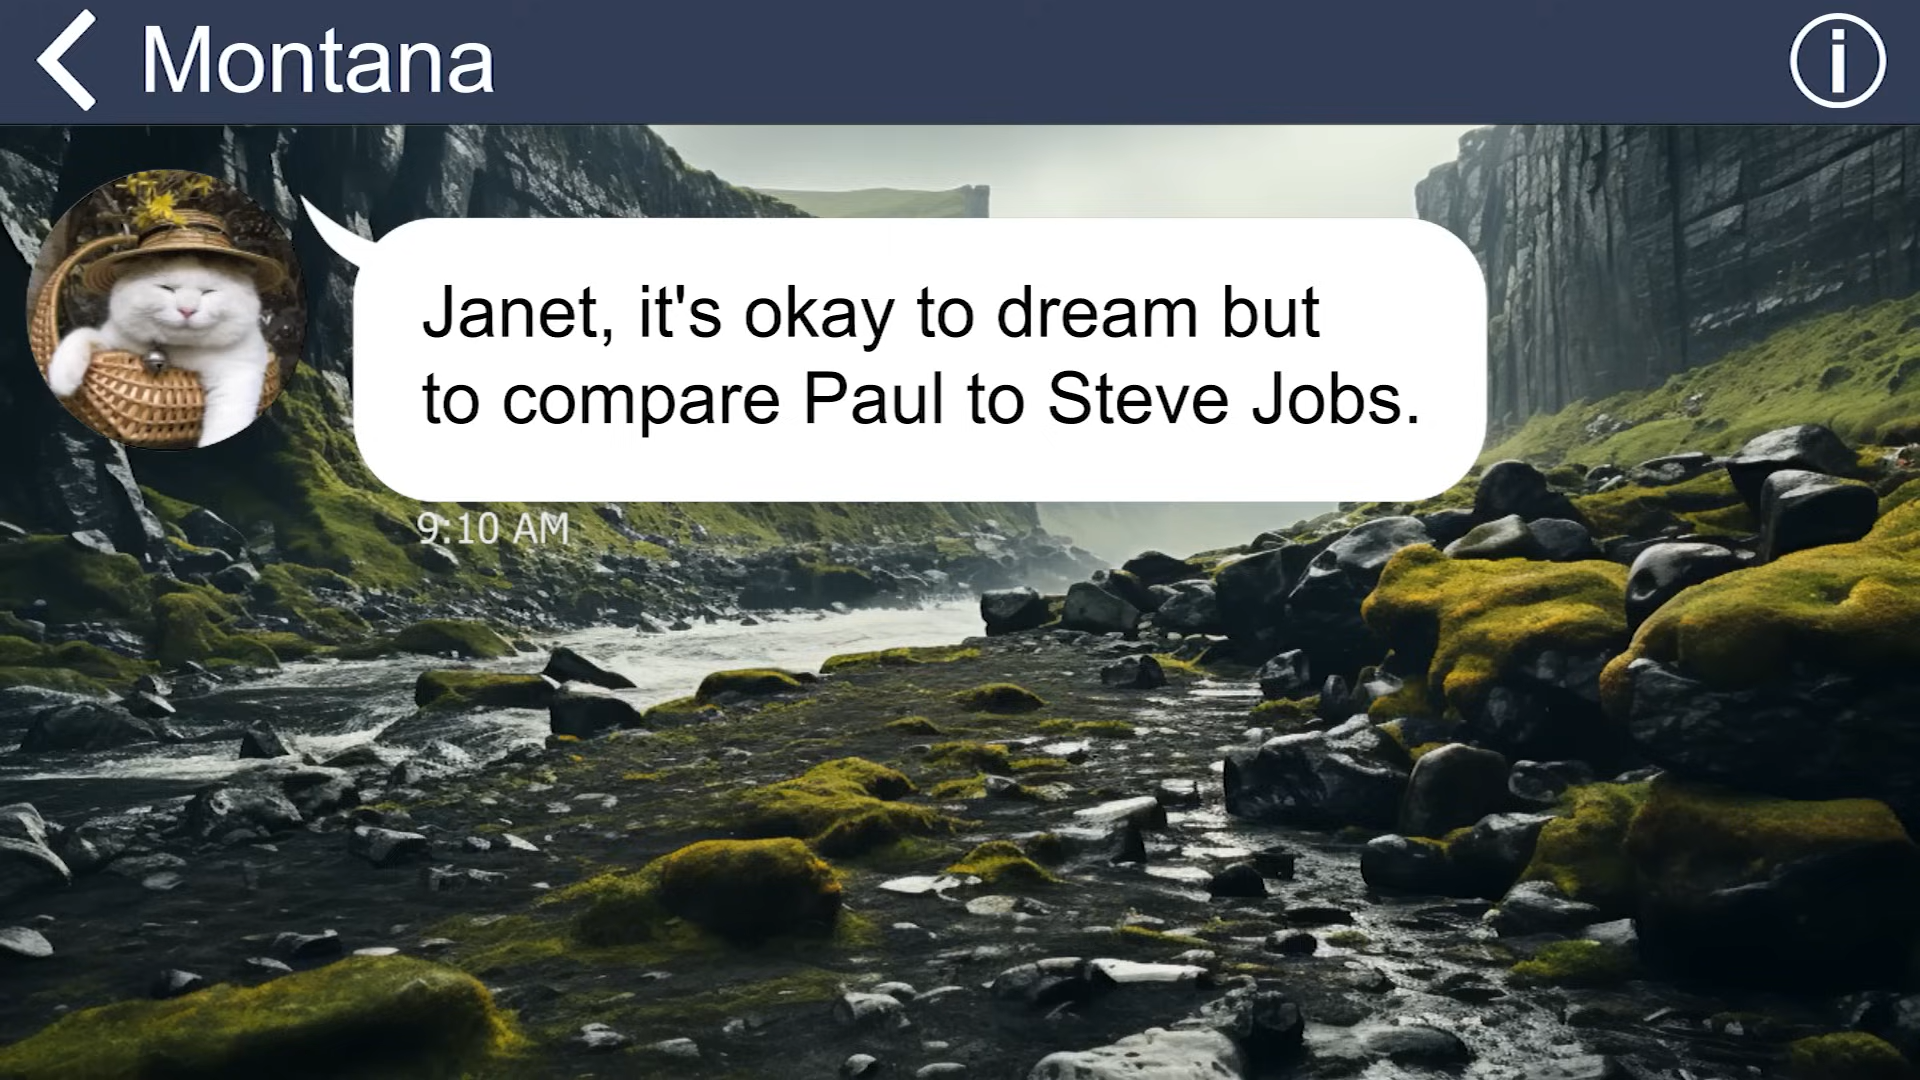 Montana
Janet, it's okay to dream but
to compare Paul to Steve Jobs.
9:10 AM